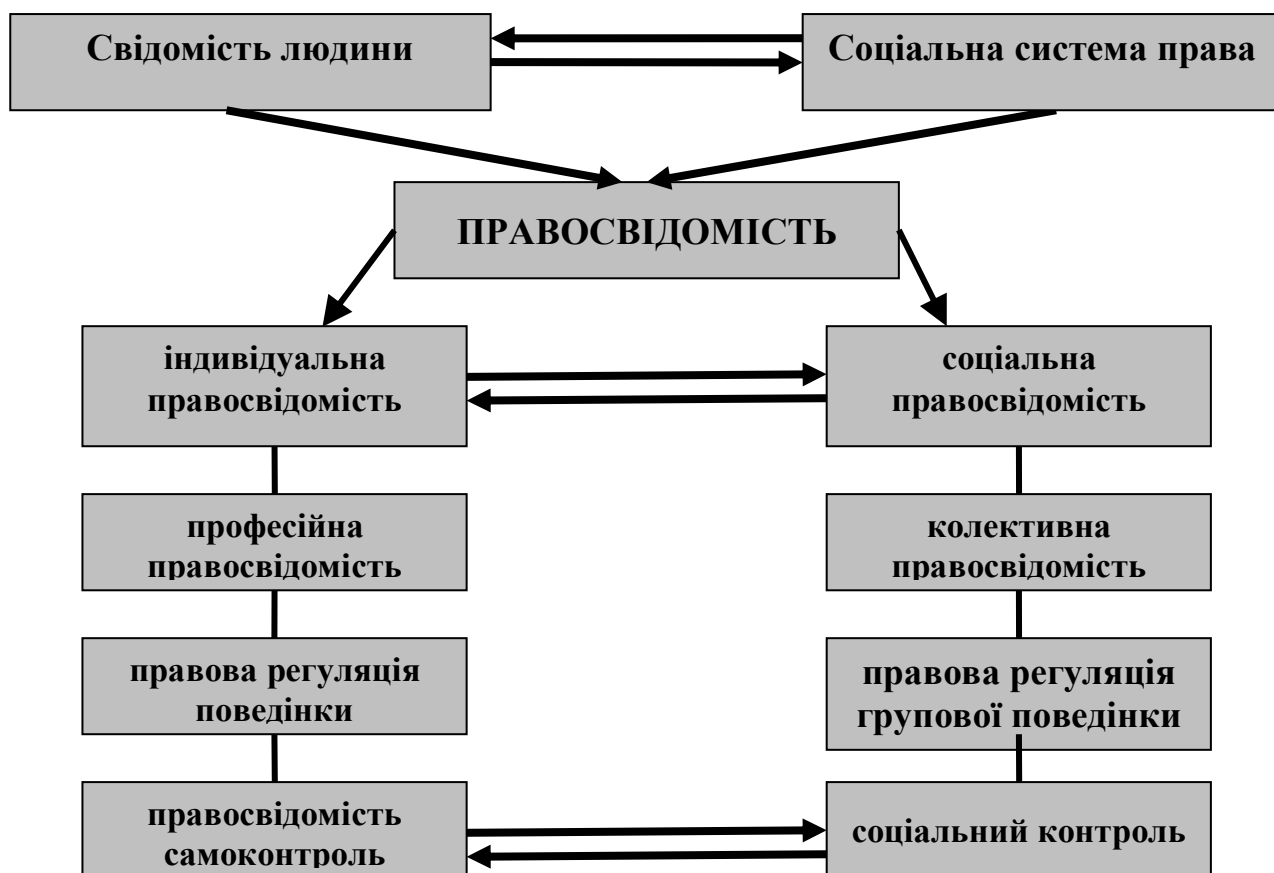 Свідомість людини
Соціальна система права
ПРАВОСВІДОМІСТЬ
індивідуальна
правосвідомість
соціальна
правосвідомість
професійна
правосвідомість
колективна
правосвідомість
правова регуляція
поведінки
правова регуляція
групової поведінки
правосвідомість
самоконтроль
соціальний контроль